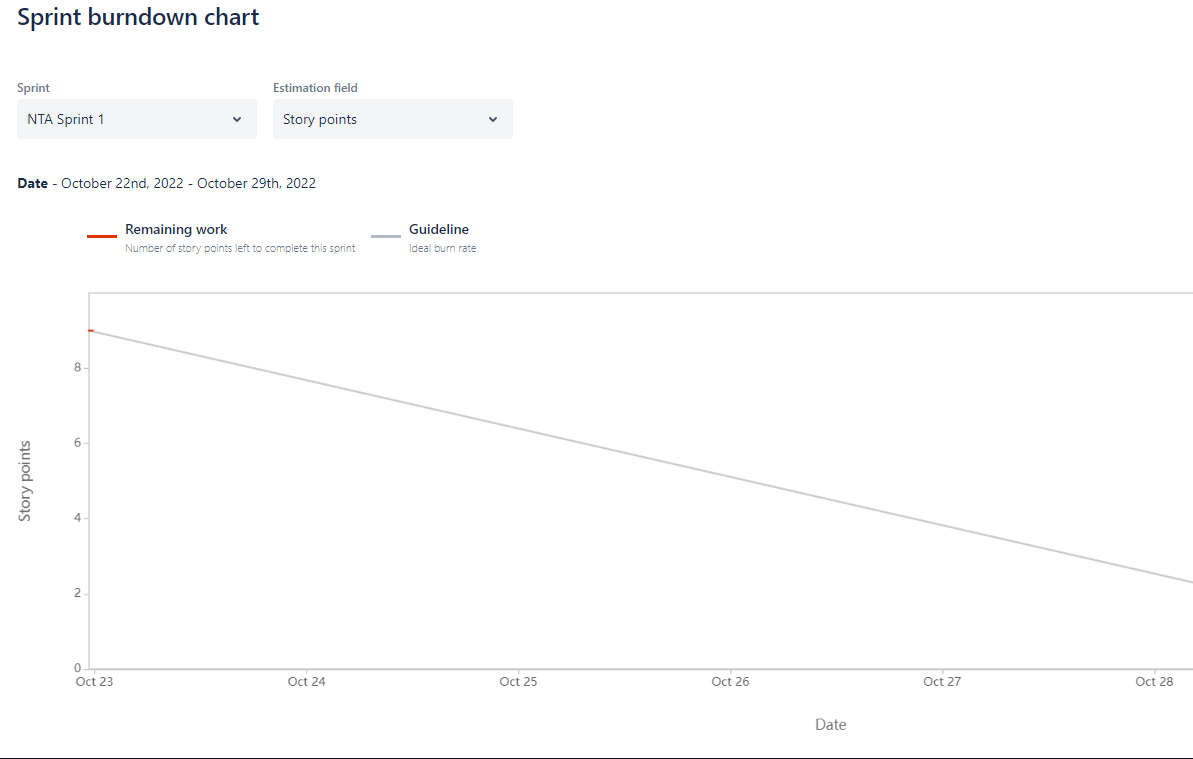 Sprint burndown chart
Sprint
Estimation field
NTA Sprint 1
Story points
Date - October 22nd, 2022 - October 29th, 2022
Remaining work
Number of story points left to complete this sprint
Guideline
Ideal burn rate
8
6
4
2
0
Story points
Oct 23
Oct 24
Oct 25
Oct 26
Oct 27
Oct 28
Date